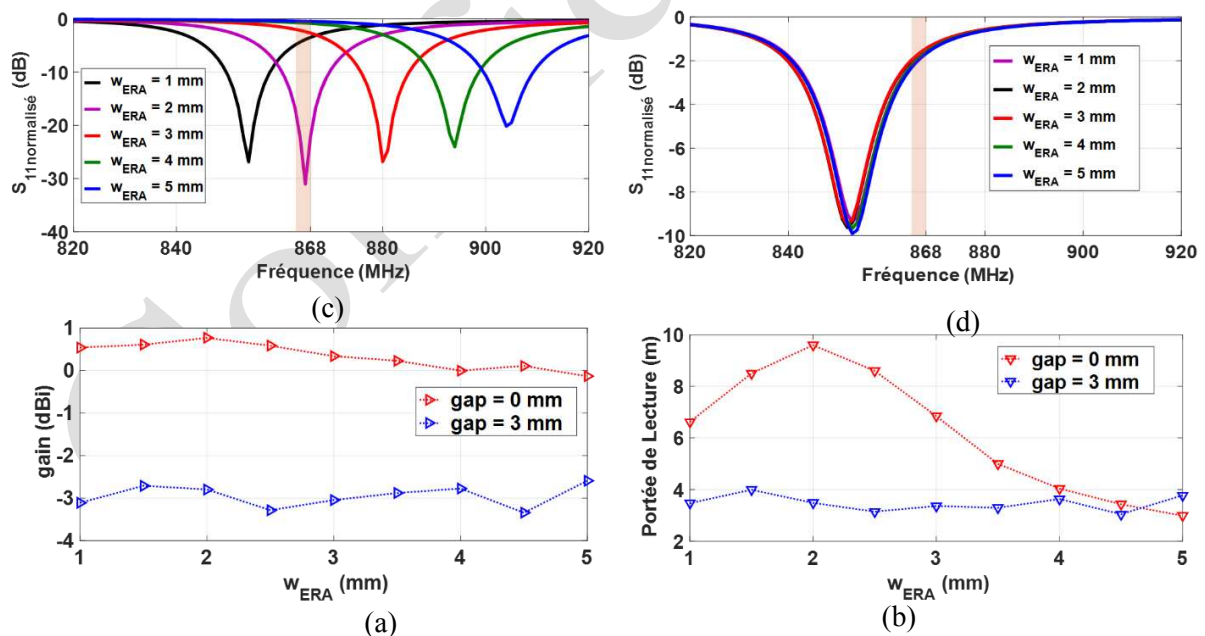 0
-10
-20
-30
-40
S11 normalisé (dB)
wERA = 1 mm
wERA = 2 mm
wERA = 3 mm
wERA = 4 mm
wERA = 5 mm
820 840 868 880 900 920
Fréquence (MHz)
(c)
0
-2
-4
-6
-8
-10
S11 normalisé (dB)
wERA = 1 mm
wERA = 2 mm
wERA = 3 mm
wERA = 4 mm
wERA = 5 mm
820 840 868 880 900 920
Fréquence (MHz)
(d)
1
0
-1
-2
-3
-4
gain (dBi)
gap = 0 mm
gap = 3 mm
1 2 3 4 5
wERA (mm)
(a)
10
8
6
4
2
Portée de Lecture (m)
gap = 0 mm
gap = 3 mm
1 2 3 4 5
wERA (mm)
(b)